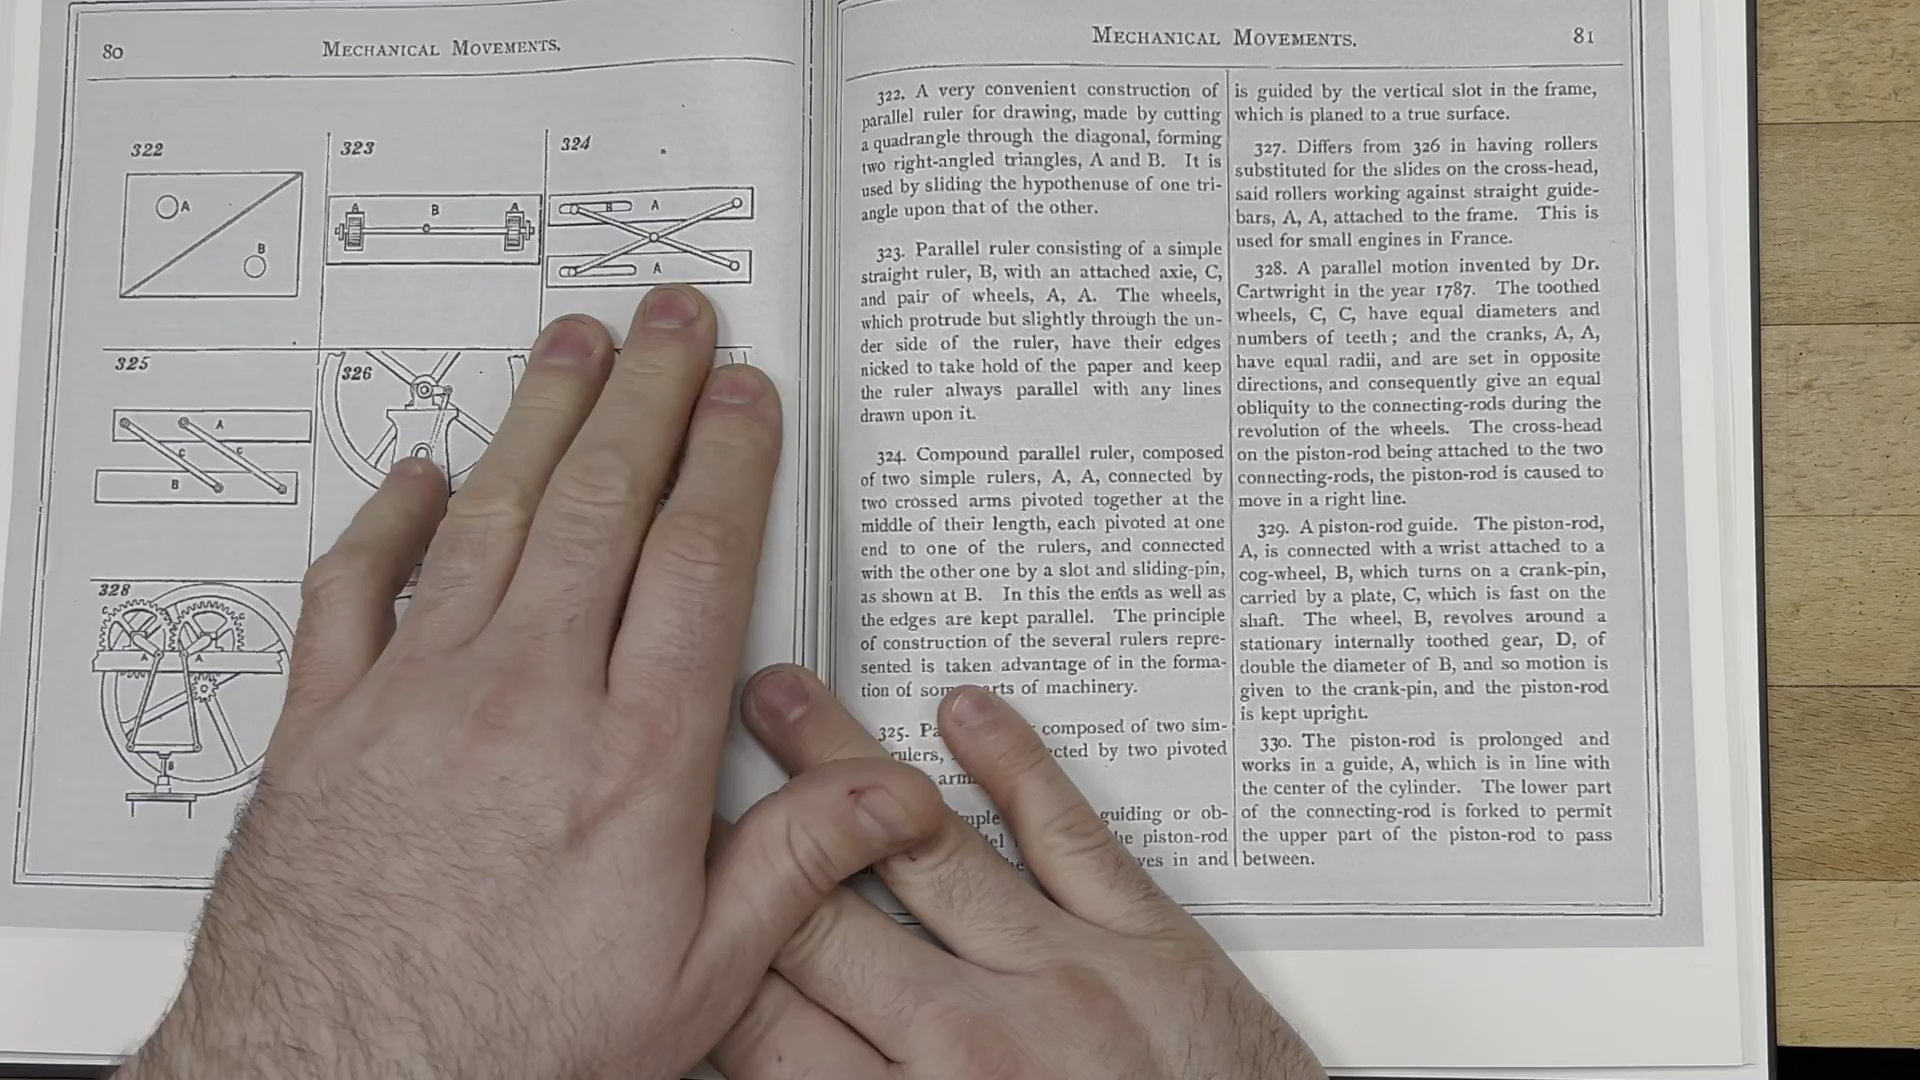 80
MECHANICAL MOVEMENTS.
322
A
B
323
A
B
A
324
B
A
A
325
A
C
C
B
326
328
C
C
A
A
B
MECHANICAL MOVEMENTS.
81
322. A very convenient construction of
parallel ruler for drawing, made by cutting
a quadrangle through the diagonal, forming
two right-angled triangles, A and B. It is
used by sliding the hypothenuse of one tri-
angle upon that of the other.
323. Parallel ruler consisting of a simple
straight ruler, B, with an attached axie, C,
and pair of wheels, A, A. The wheels,
which protrude but slightly through the un-
der side of the ruler, have their edges
nicked to take hold of the paper and keep
the ruler always parallel with any lines
drawn upon it.
324. Compound parallel ruler, composed
of two simple rulers, A, A, connected by
two crossed arms pivoted together at the
middle of their length, each pivoted at one
end to one of the rulers, and connected
with the other one by a slot and sliding-pin,
as shown at B. In this the ends as well as
the edges are kept parallel. The principle
of construction of the several rulers repre-
sented is taken advantage of in the forma-
tion of of machinery.
325. composed of two sim-
rulers, by two pivoted
guiding or ob-
piston-rod
in and
is guided by the vertical slot in the frame,
which is planed to a true surface.
327. Differs from 326 in having rollers
substituted for the slides on the cross-head,
said rollers working against straight guide-
bars, A, A, attached to the frame. This is
used for small engines in France.
328. A parallel motion invented by Dr.
Cartwright in the year 1787. The toothed
wheels, C, C, have equal diameters and
numbers of teeth; and the cranks, A, A,
have equal radii, and are set in opposite
directions, and consequently give an equal
obliquity to the connecting-rods during the
revolution of the wheels. The cross-head
on the piston-rod being attached to the two
connecting-rods, the piston-rod is caused to
move in a right line.
329. A piston-rod guide. The piston-rod,
A, is connected with a wrist attached to a
cog-wheel, B, which turns on a crank-pin,
carried by a plate, C, which is fast on the
shaft. The wheel, B, revolves around a
stationary internally toothed gear, D, of
double the diameter of B, and so motion is
given to the crank-pin, and the piston-rod
is kept upright.
330. The piston-rod is prolonged and
works in a guide, A, which is in line with
the center of the cylinder. The lower part
of the connecting-rod is forked to permit
the upper part of the piston-rod to pass
between.